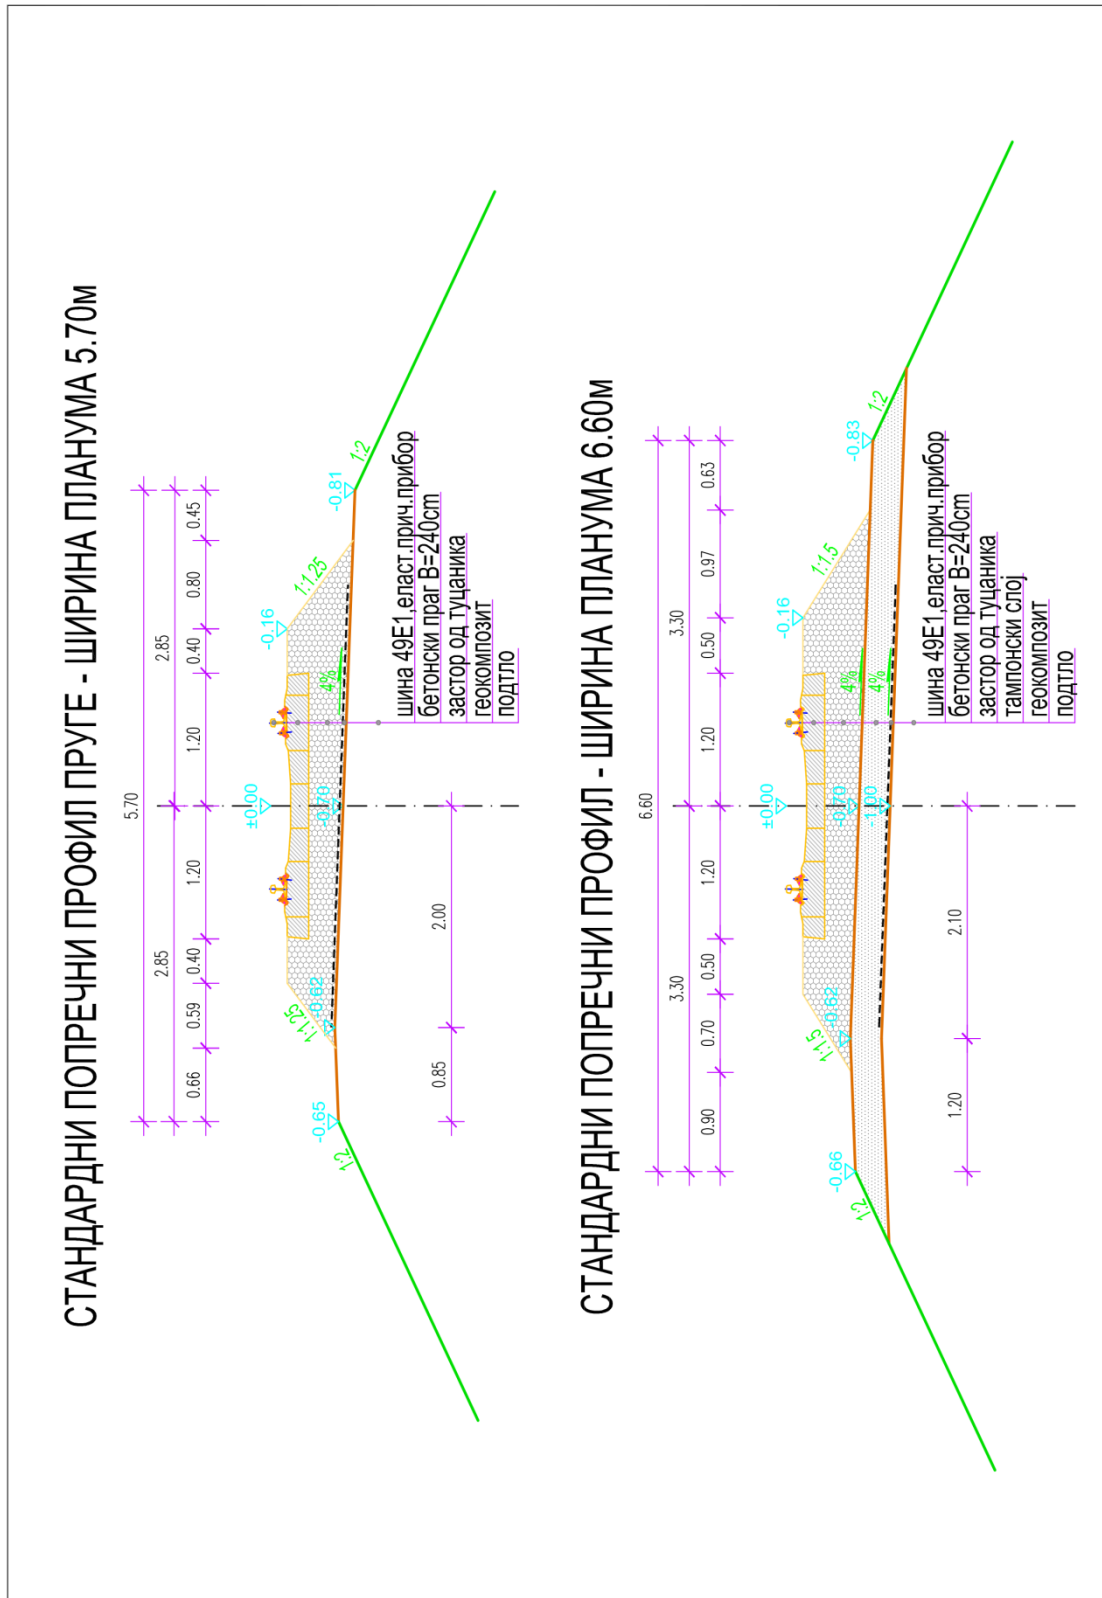 СТАНДАРДНИ ПОПРЕЧНИ ПРОФИЛ ПРУГЕ - ШИРИНА ПЛАНУМА 5.70м
5.70
2.85 2.85
0.66 0.59 0.40 1.20 1.20 0.40 0.80 0.45
±0.00
-0.16
1:1.25 1:1.25
-0.65 -0.62 -0.70 4% -0.81
1:2 1:2
0.85 2.00
шина 49Е1,еласт.прич.прибор
бетонски праг B=240cm
застор од туцаника
геокомпозит
подтло
СТАНДАРДНИ ПОПРЕЧНИ ПРОФИЛ - ШИРИНА ПЛАНУМА 6.60м
6.60
3.30 3.30
0.90 0.70 0.50 1.20 1.20 0.50 0.97 0.63
±0.00
-0.16
1:1.5 1:1.5
-0.66 -0.62 -0.70 4% -0.83
1:2 -1.00 4% 1:2
1.20 2.10
шина 49Е1,еласт.прич.прибор
бетонски праг B=240cm
застор од туцаника
тампонски слој
геокомпозит
подтло